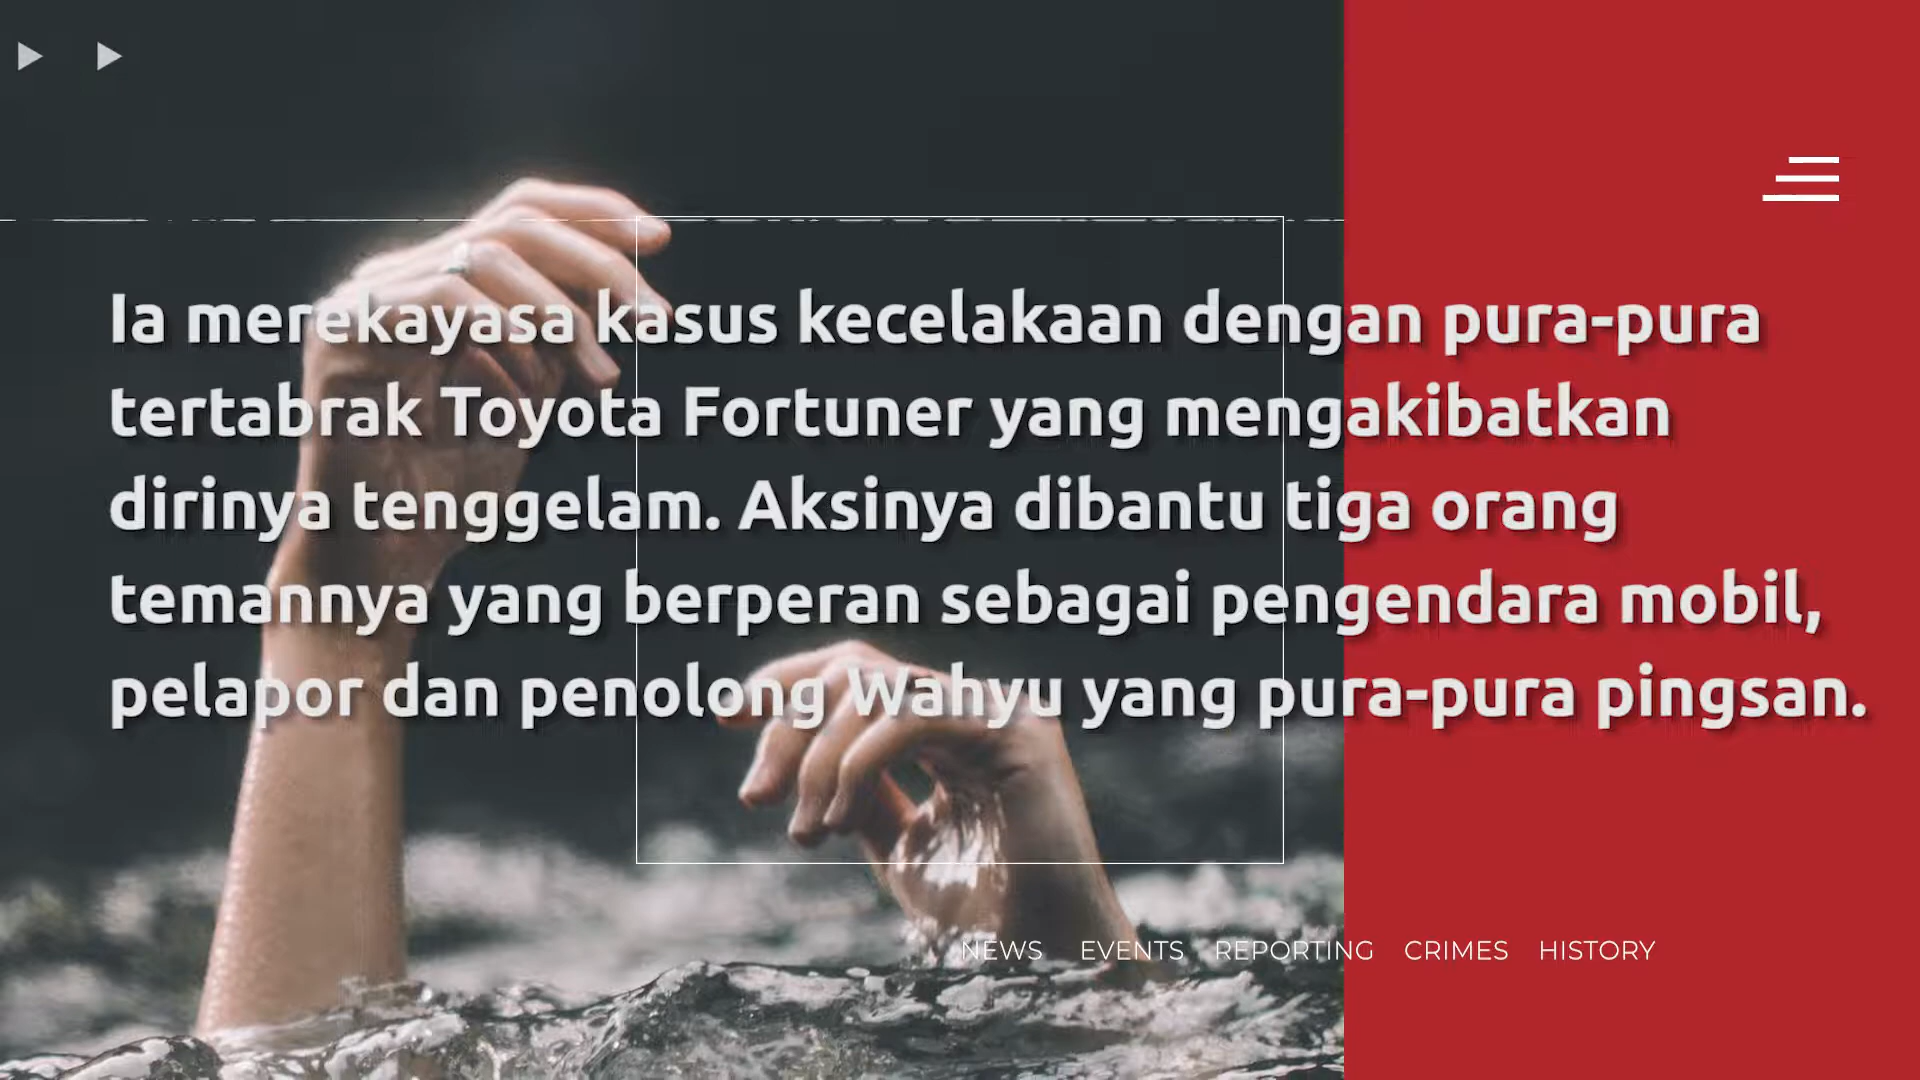 Ia merekayasa kasus kecelakaan dengan pura-pura
tertabrak Toyota Fortuner yang mengakibatkan
dirinya tenggelam. Aksinya dibantu tiga orang
temannya yang berperan sebagai pengendara mobil,
pelapor dan penolong Wahyu yang pura-pura pingsan.
NEWS EVENTS REPORTING CRIMES HISTORY